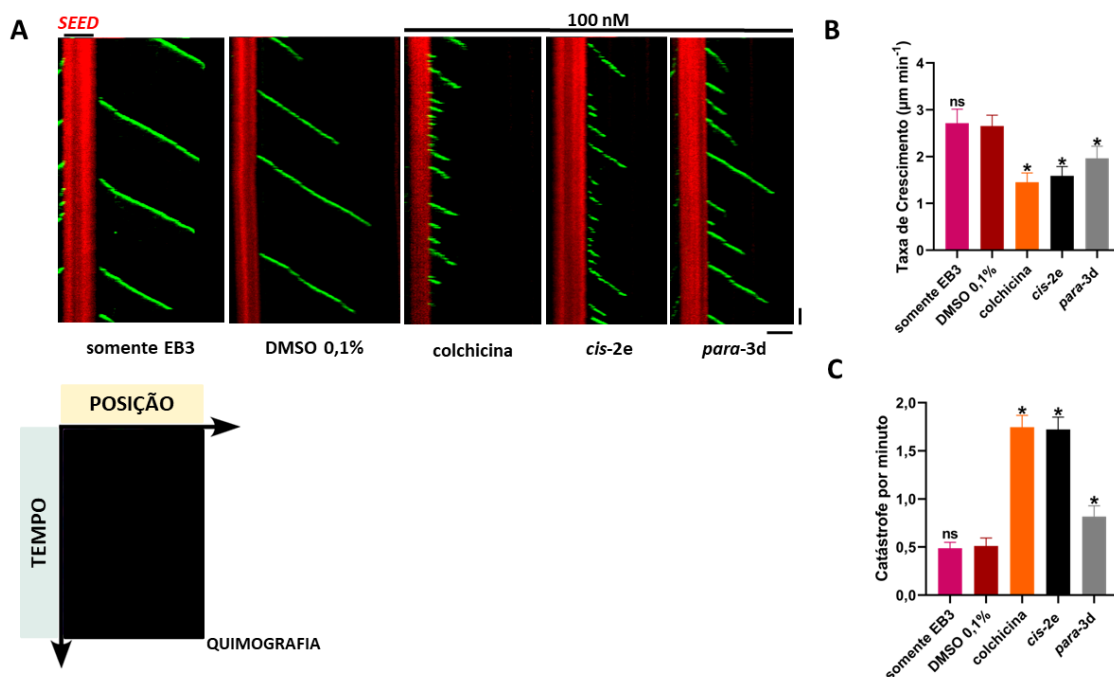 A
SEED
100 nM
somente EB3
DMSO 0,1%
colchicina
cis-2e
para-3d
POSIÇÃO
TEMPO
QUIMOGRAFIA
B
Taxa de Crescimento (µm min⁻¹)
4
3
2
1
0
ns
*
*
*
somente EB3
DMSO 0,1%
colchicina
cis-2e
para-3d
C
Catástrofe por minuto
2,0
1,5
1,0
0,5
0,0
ns
*
*
*
somente EB3
DMSO 0,1%
colchicina
cis-2e
para-3d